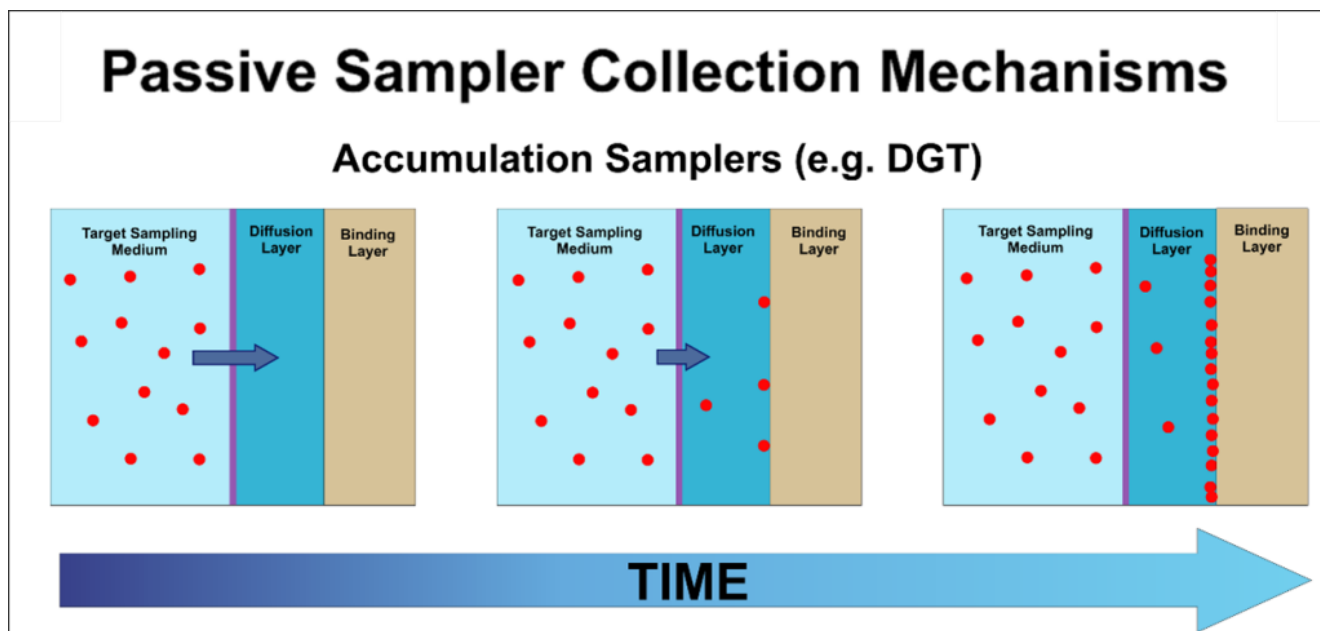 Passive Sampler Collection Mechanisms
Accumulation Samplers (e.g. DGT)
Target Sampling
Medium
Diffusion
Layer
Binding
Layer
Target Sampling
Medium
Diffusion
Layer
Binding
Layer
Target Sampling
Medium
Diffusion
Layer
Binding
Layer
TIME